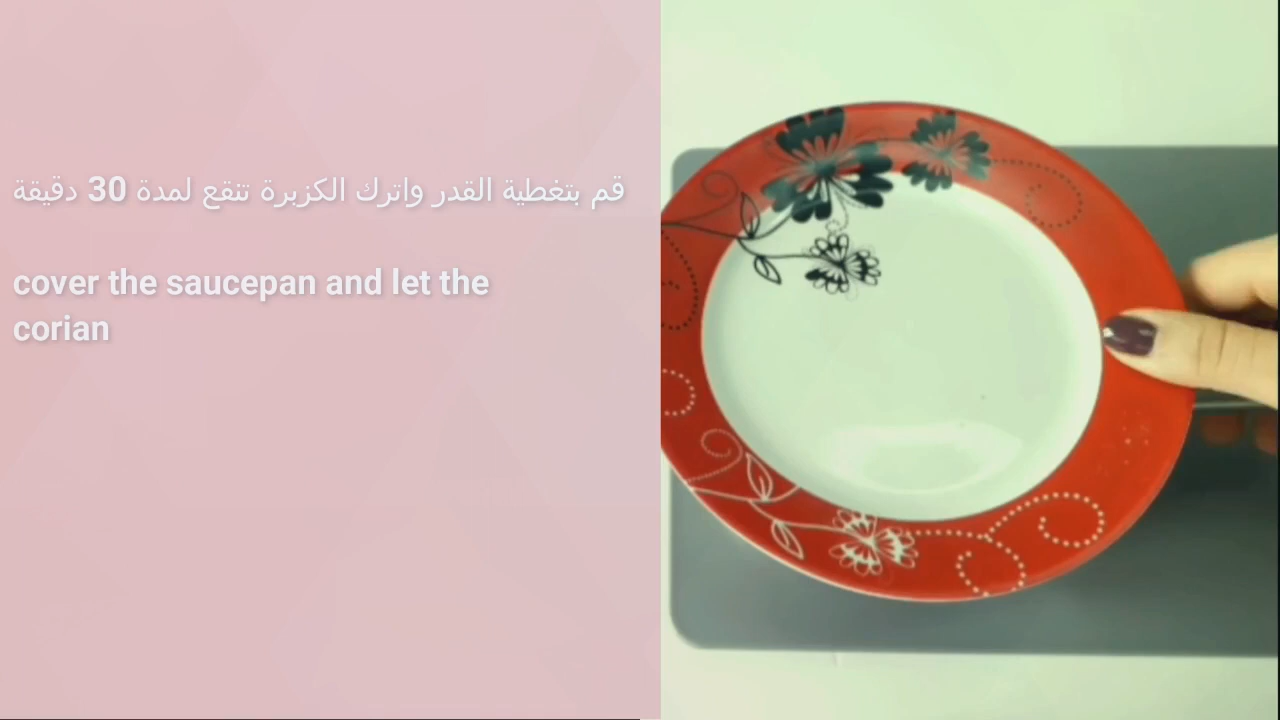 قم بتغطية القدر واترك الكزبرة تنقع لمدة 30 دقيقة
cover the saucepan and let the
corian